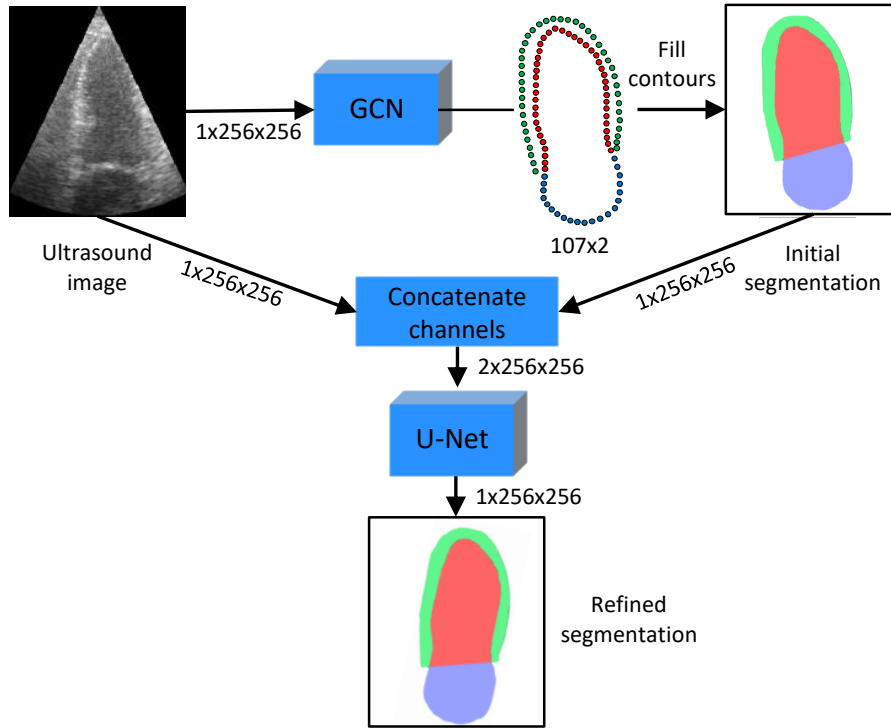 GCN
Fill
contours
1x256x256
107x2
Ultrasound
image
1x256x256
Initial
segmentation
1x256x256
Concatenate
channels
2x256x256
U-Net
1x256x256
Refined
segmentation